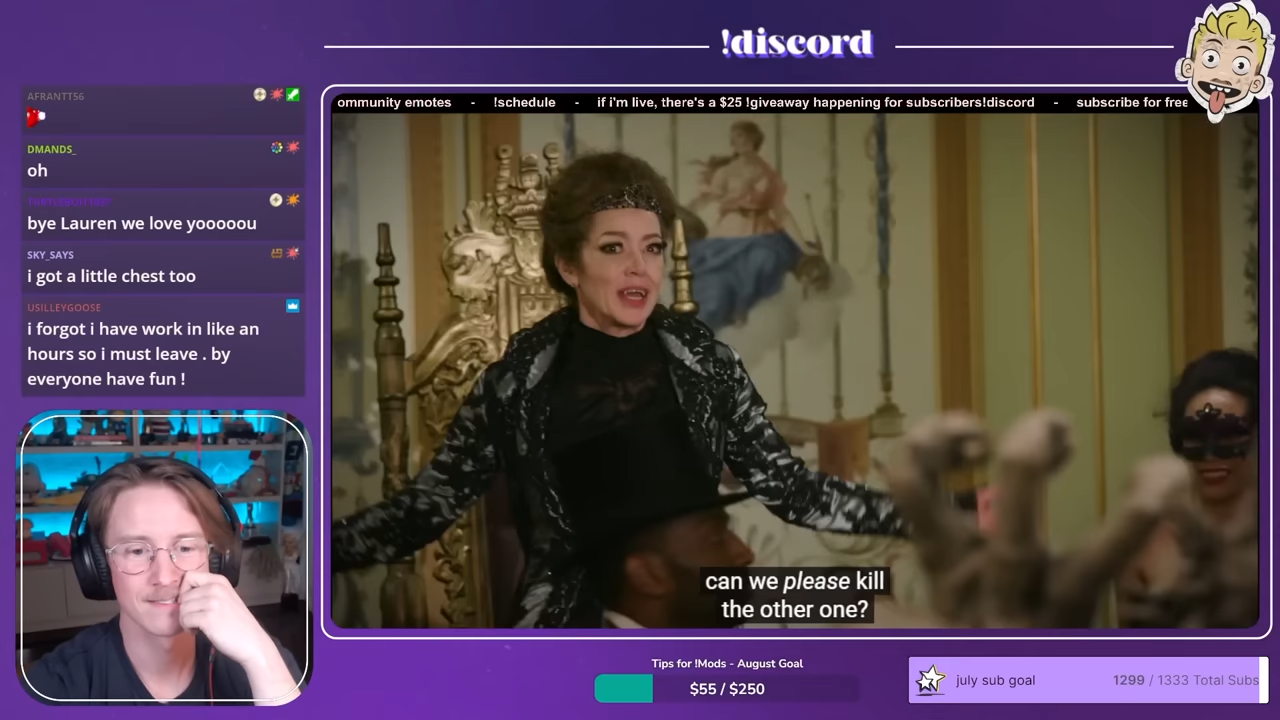 !discord
ommunity emotes - !schedule - if i'm live, there's a $25 !giveaway happening for subscribers!discord - subscribe for free
AFRANTT56
DMANDS_
oh
bye Lauren we love yooooou
SKY_SAYS
i got a little chest too
USILLEYGOOSE
i forgot i have work in like an
hours so i must leave . by
everyone have fun !
can we please kill
the other one?
Tips for !Mods - August Goal
$55 / $250
july sub goal
1299 / 1333 Total Subs